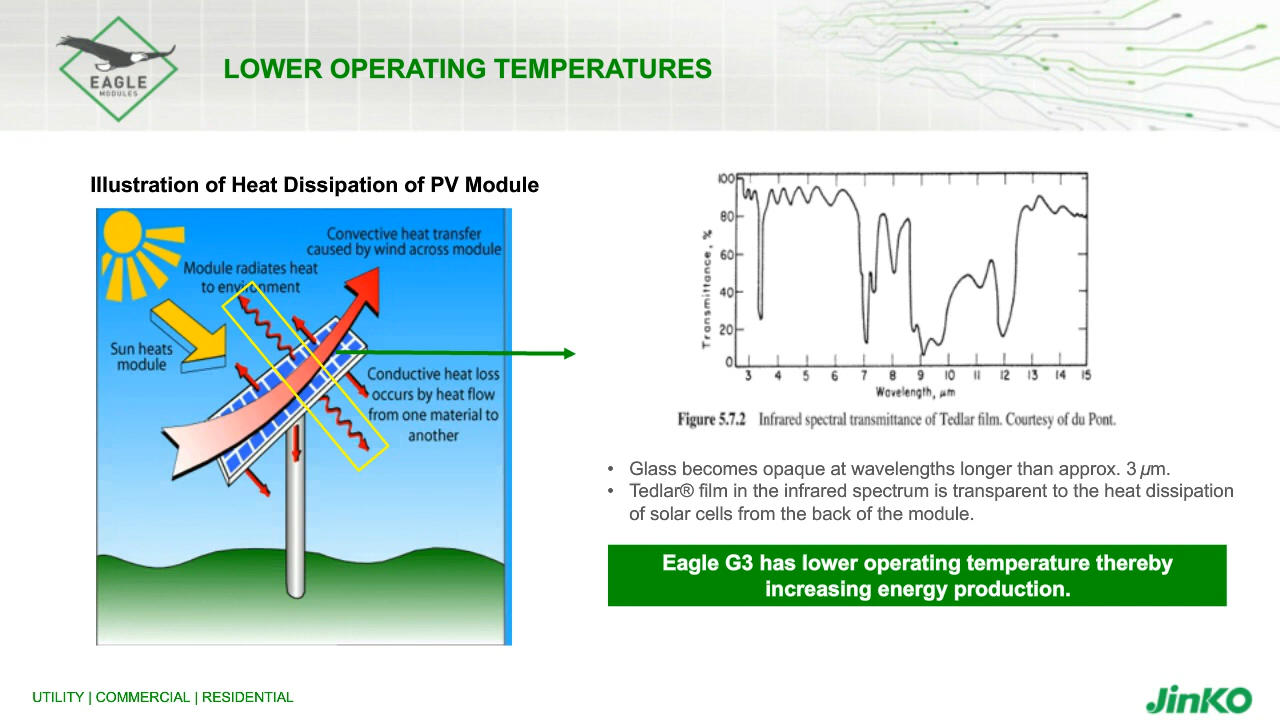 EAGLE
MODULES
LOWER OPERATING TEMPERATURES
Illustration of Heat Dissipation of PV Module
Convective heat transfer
caused by wind across module
Module radiates heat
to environment
Sun heats
module
Conductive heat loss
occurs by heat flow
from one material to
another
100
80
60
40
20
0
Transmittance, %
3 4 5 6 7 8 9 10 11 12 13 14 15
Wavelength, μm
Figure 5.7.2 Infrared spectral transmittance of Tedlar film. Courtesy of du Pont.
• Glass becomes opaque at wavelengths longer than approx. 3 μm.
• Tedlar® film in the infrared spectrum is transparent to the heat dissipation
of solar cells from the back of the module.
Eagle G3 has lower operating temperature thereby
increasing energy production.
UTILITY | COMMERCIAL | RESIDENTIAL
JinKO